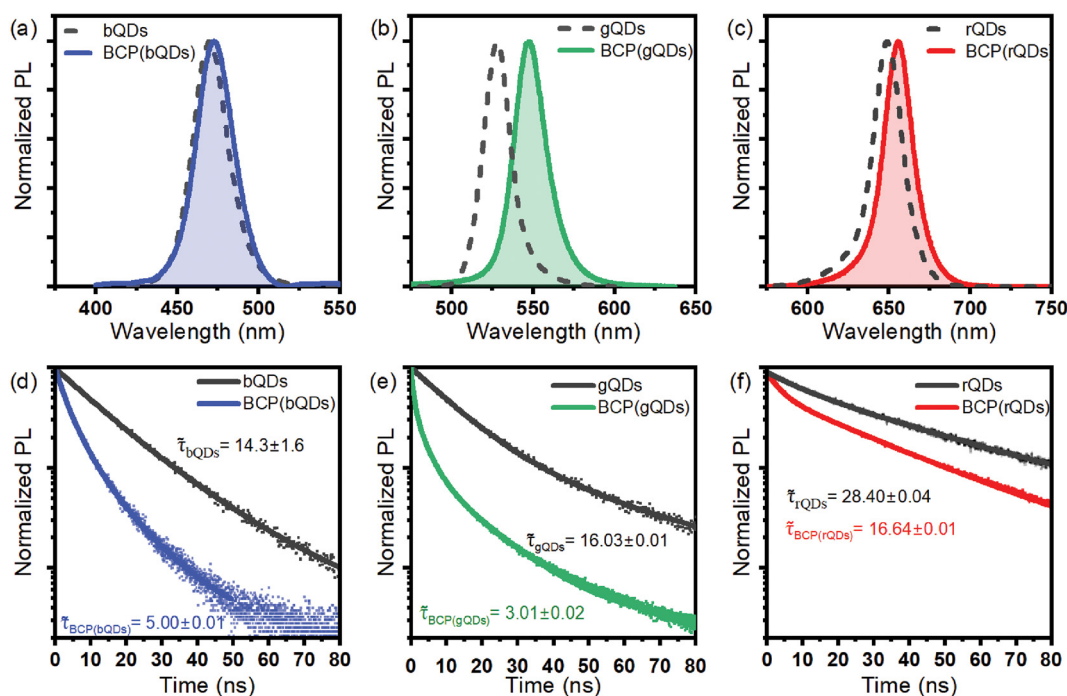 (a)
bQDs
BCP(bQDs)
Normalized PL
400 450 500 550
Wavelength (nm)
(b)
gQDs
BCP(gQDs)
Normalized PL
500 550 600 650
Wavelength (nm)
(c)
rQDs
BCP(rQDs)
Normalized PL
600 650 700 750
Wavelength (nm)
(d)
bQDs
BCP(bQDs)
τ̃bQDs= 14.3±1.6
τ̃BCP(bQDs)= 5.00±0.01
Normalized PL
0 10 20 30 40 50 60 70 80
Time (ns)
(e)
gQDs
BCP(gQDs)
τ̃gQDs= 16.03±0.01
τ̃BCP(gQDs)= 3.01±0.02
Normalized PL
0 10 20 30 40 50 60 70 80
Time (ns)
(f)
rQDs
BCP(rQDs)
τ̃rQDs= 28.40±0.04
τ̃BCP(rQDs)= 16.64±0.01
Normalized PL
0 10 20 30 40 50 60 70 80
Time (ns)